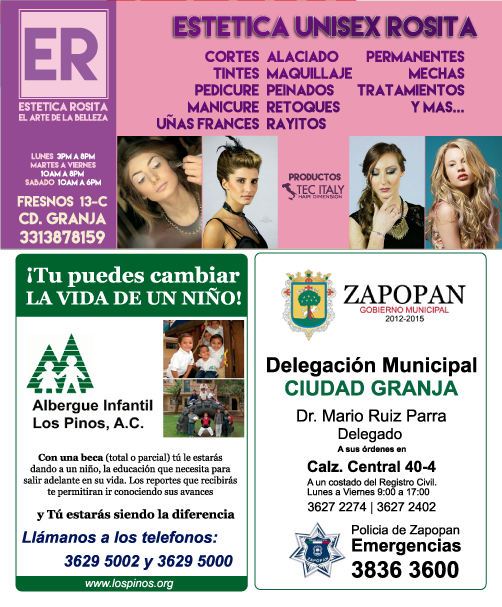 ER
ESTETICA ROSITA
EL ARTE DE LA BELLEZA
LUNES 3PM A 8PM
MARTES A VIERNES
10AM A 8PM
SABADO 10AM A 6PM
FRESNOS 13-C
CD. GRANJA
3313878159
ESTETICA UNISEX ROSITA
CORTES ALACIADO PERMANENTES
TINTES MAQUILLAJE MECHAS
PEDICURE PEINADOS TRATAMIENTOS
MANICURE RETOQUES Y MAS...
UÑAS FRANCES RAYITOS
PRODUCTOS
TEC ITALY
HAIR DIMENSION
¡Tu puedes cambiar
LA VIDA DE UN NIÑO!
Albergue Infantil
Los Pinos, A.C.
Con una beca (total o parcial) tú le estarás
dando a un niño, la educación que necesita para
salir adelante en su vida. Los reportes que recibirás
te permitiran ir conociendo sus avances
y Tú estarás siendo la diferencia
Llámanos a los telefonos:
3629 5002 y 3629 5000
www.lospinos.org
ZAPOPAN
GOBIERNO MUNICIPAL
2012-2015
Delegación Municipal
CIUDAD GRANJA
Dr. Mario Ruiz Parra
Delegado
A sus órdenes en
Calz. Central 40-4
A un costado del Registro Civil.
Lunes a Viernes 9:00 a 17:00
3627 2274 | 3627 2402
ZAPOPAN
Policia de Zapopan
Emergencias
3836 3600